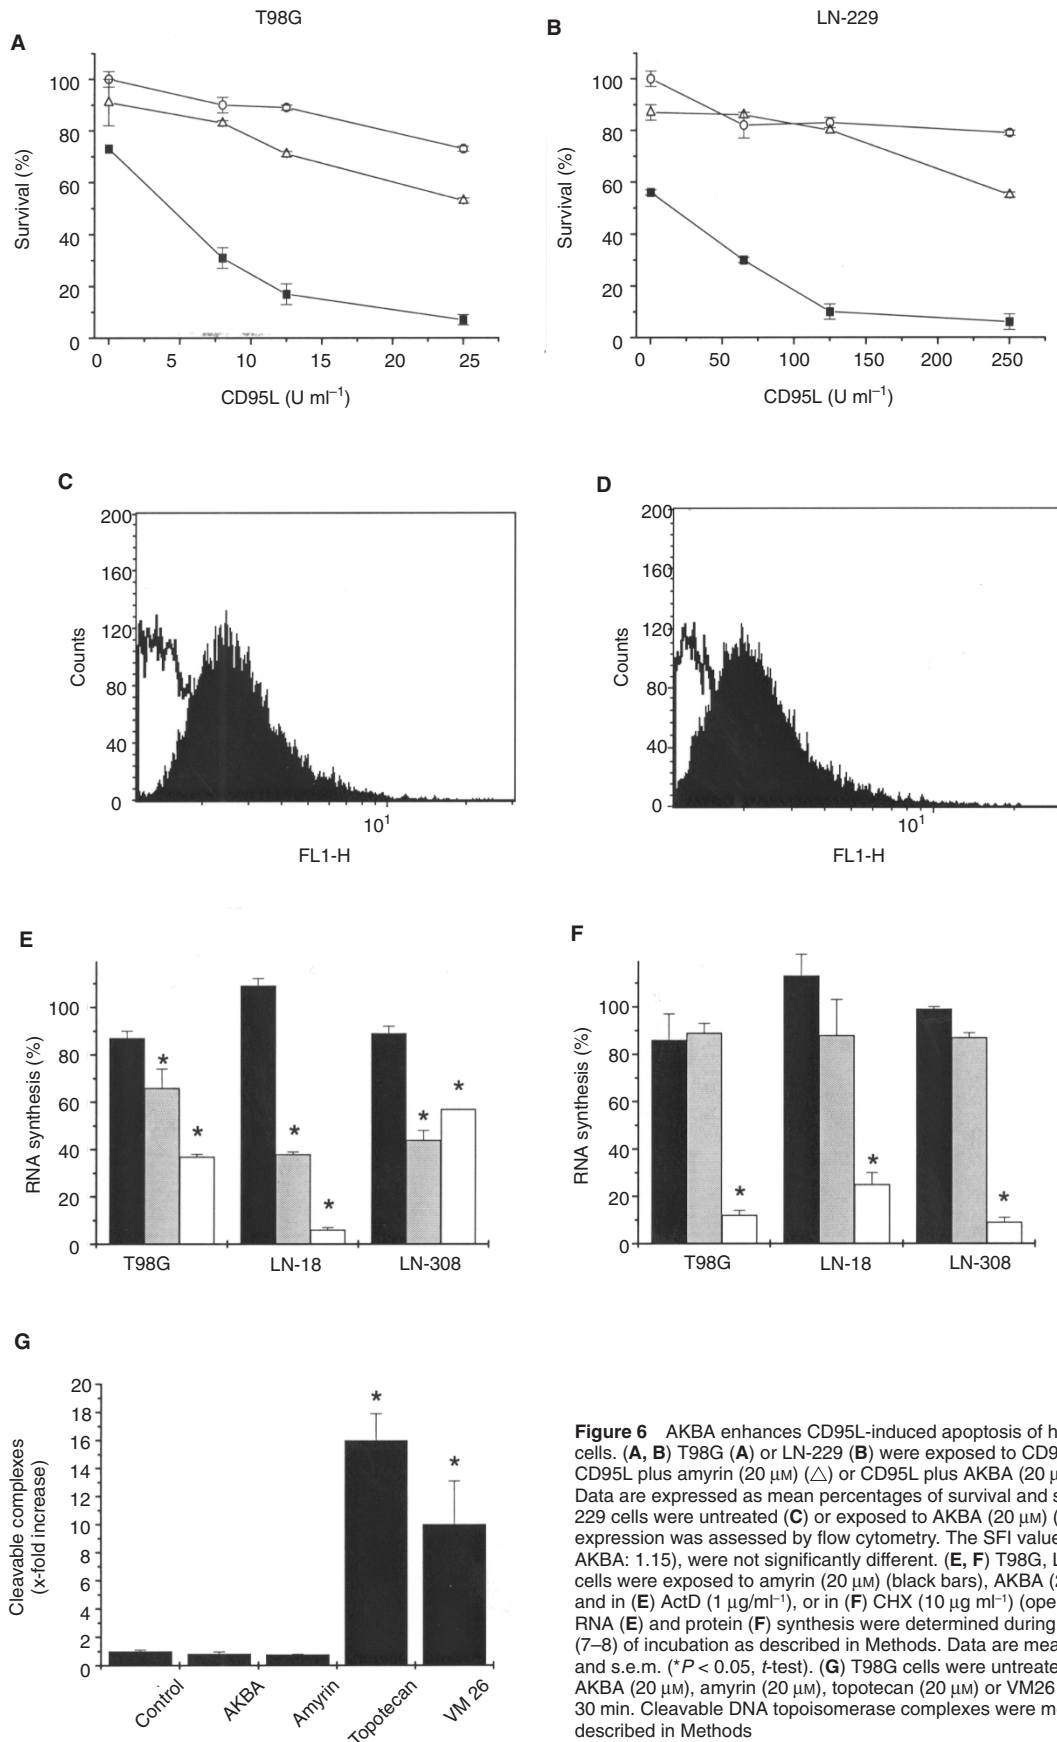 T98G
LN-229
A
B
100
80
60
40
20
0
Survival (%)
0 5 10 15 20 25
CD95L (U ml⁻¹)
100
80
60
40
20
0
Survival (%)
0 50 100 150 200 250
CD95L (U ml⁻¹)
C
D
200
160
120
80
40
0
Counts
10¹
FL1-H
200
160
120
80
40
0
Counts
10¹
FL1-H
E
F
100
80
60
40
20
0
RNA synthesis (%)
* * * * * *
T98G LN-18 LN-308
100
80
60
40
20
0
RNA synthesis (%)
* * *
T98G LN-18 LN-308
G
20
18
16
14
12
10
8
6
4
2
0
Cleavable complexes
(x-fold increase)
* *
Control AKBA Amyrin Topotecan VM 26
Figure 6 AKBA enhances CD95L-induced apoptosis of h
cells. (A, B) T98G (A) or LN-229 (B) were exposed to CD9
CD95L plus amyrin (20 μM) (△) or CD95L plus AKBA (20 μ
Data are expressed as mean percentages of survival and s
229 cells were untreated (C) or exposed to AKBA (20 μM) (
expression was assessed by flow cytometry. The SFI value
AKBA: 1.15), were not significantly different. (E, F) T98G, L
cells were exposed to amyrin (20 μM) (black bars), AKBA (2
and in (E) ActD (1 μg/ml⁻¹), or in (F) CHX (10 μg ml⁻¹) (ope
RNA (E) and protein (F) synthesis were determined during
(7–8) of incubation as described in Methods. Data are mea
and s.e.m. (*P < 0.05, t-test). (G) T98G cells were untreate
AKBA (20 μM), amyrin (20 μM), topotecan (20 μM) or VM26
30 min. Cleavable DNA topoisomerase complexes were m
described in Methods